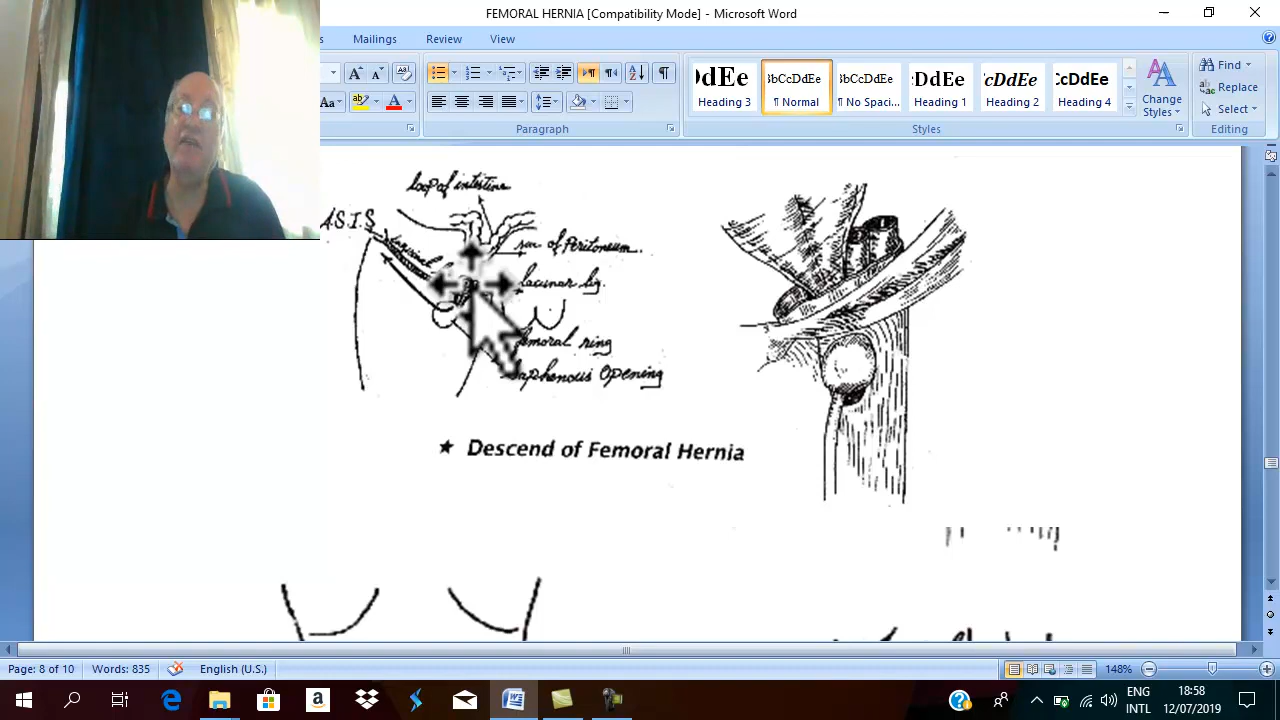 FEMORAL HERNIA [Compatibility Mode] - Microsoft Word
Mailings Review View
Aa
Paragraph
Heading 3
¶ Normal
¶ No Spaci...
Heading 1
Heading 2
Heading 4
Change Styles
Styles
Find
Replace
Select
Editing
loop of intestine
A.S.I.S
sac of Peritoneum.
lacunar lig.
femoral ring
Saphenous Opening
★ Descend of Femoral Hernia
Page: 8 of 10 Words: 835 English (U.S.) 148%
ENG
INTL
18:58
12/07/2019